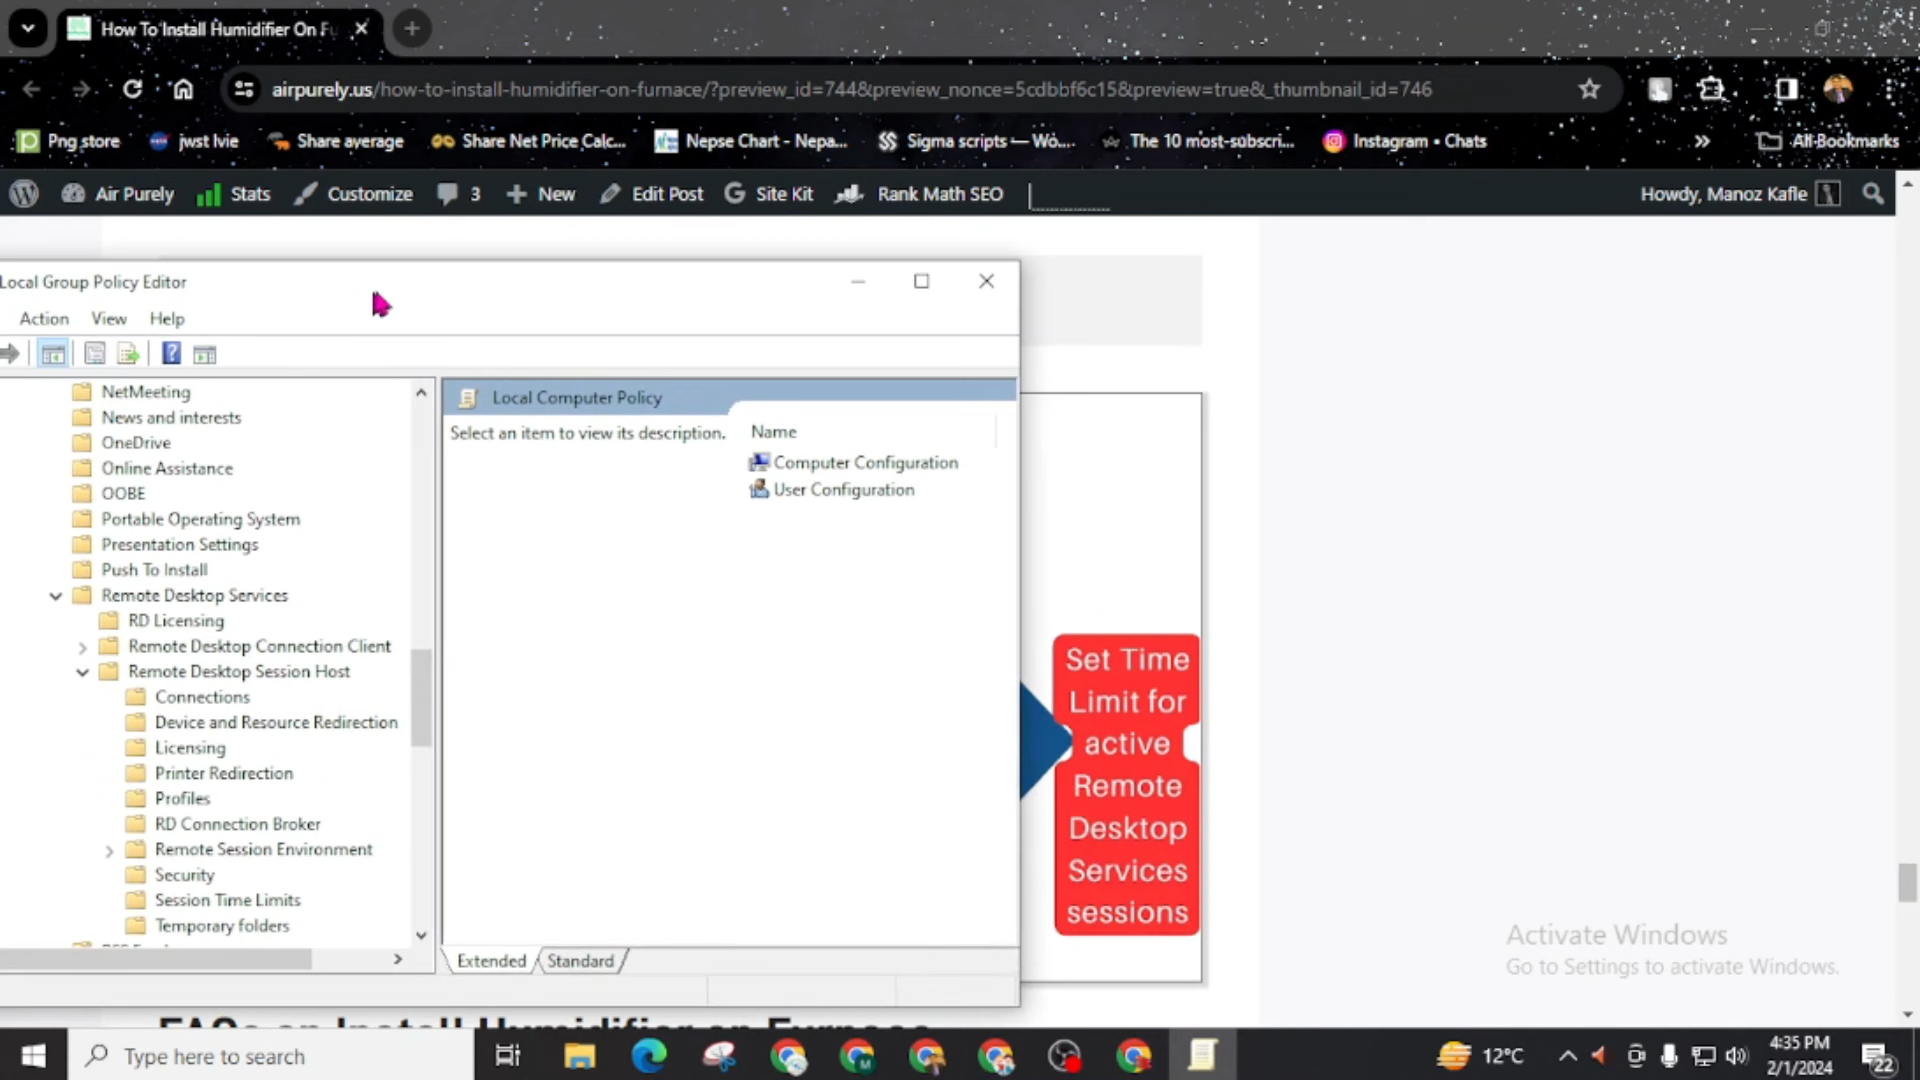 How To Install Humidifier On Fu
airpurely.us/how-to-install-humidifier-on-furnace/?preview_id=744&preview_nonce=5cdbbf6c15&preview=true&_thumbnail_id=746
Png store
jwst lvie
Share average
Share Net Price Calc...
Nepse Chart - Nepa...
Sigma scripts — Wo...
The 10 most-subscri...
Instagram • Chats
All Bookmarks
Air Purely
Stats
Customize
3
New
Edit Post
Site Kit
Rank Math SEO
Howdy, Manoz Kafle
Local Group Policy Editor
Action View Help
NetMeeting
News and interests
OneDrive
Online Assistance
OOBE
Portable Operating System
Presentation Settings
Push To Install
Remote Desktop Services
RD Licensing
Remote Desktop Connection Client
Remote Desktop Session Host
Connections
Device and Resource Redirection
Licensing
Printer Redirection
Profiles
RD Connection Broker
Remote Session Environment
Security
Session Time Limits
Temporary folders
Local Computer Policy
Select an item to view its description.
Name
Computer Configuration
User Configuration
Extended
Standard
Set Time
Limit for
active
Remote
Desktop
Services
sessions
Activate Windows
Go to Settings to activate Windows.
FAQs on Install Humidifier on Furnace
Type here to search
12°C
4:35 PM
2/1/2024
22